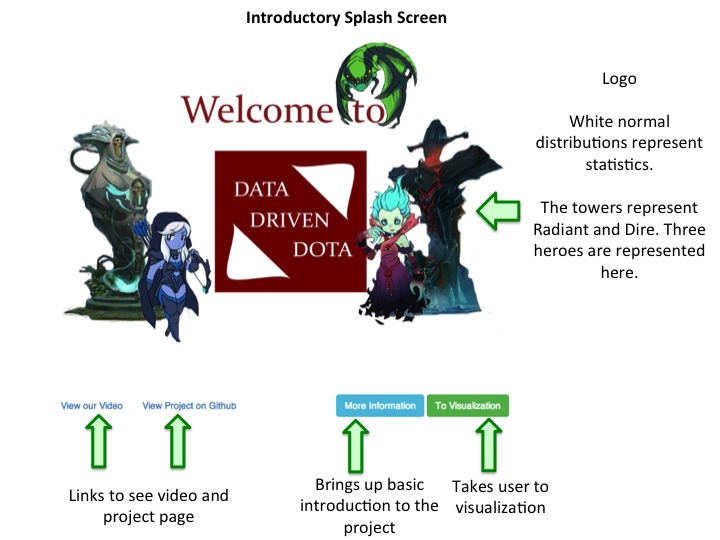 Introductory Splash Screen
Welcome to
DATA
DRIVEN
DOTA
Logo
White normal
distributions represent
statistics.
The towers represent
Radiant and Dire. Three
heroes are represented
here.
View our Video
View Project on Github
More Information
To Visualization
Links to see video and
project page
Brings up basic
introduction to the
project
Takes user to
visualization